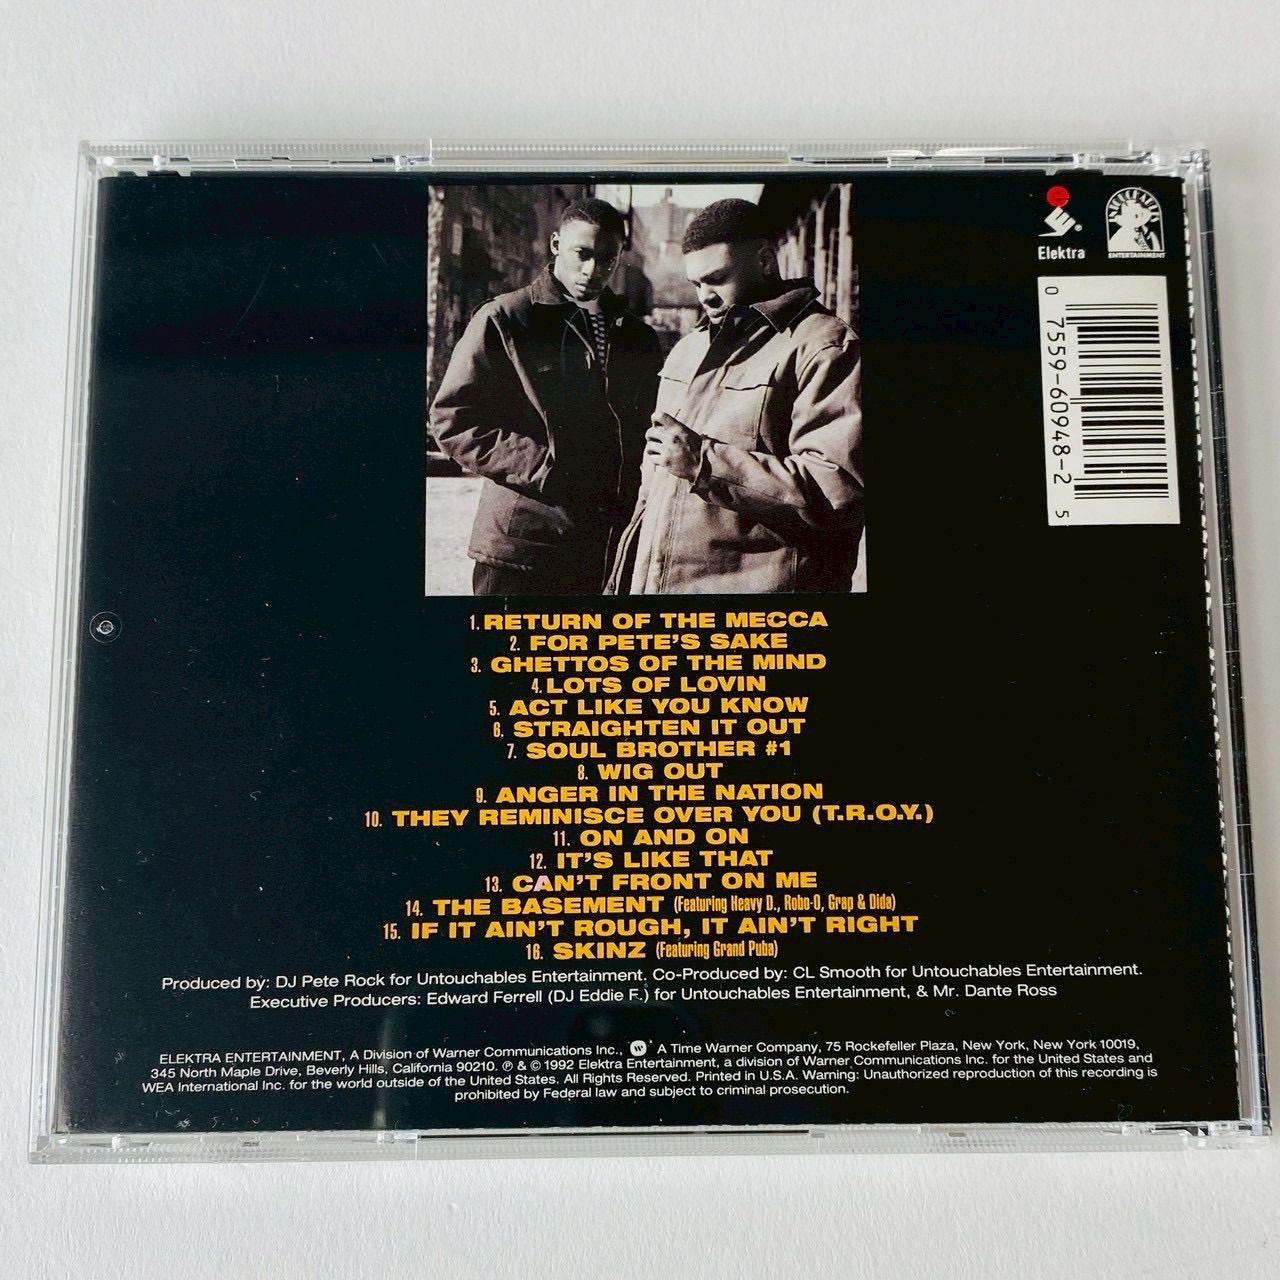 Elektra
UNTOUCHABLES
ENTERTAINMENT
0 7559-60948-2 5
1. RETURN OF THE MECCA
2. FOR PETE'S SAKE
3. GHETTOS OF THE MIND
4. LOTS OF LOVIN
5. ACT LIKE YOU KNOW
6. STRAIGHTEN IT OUT
7. SOUL BROTHER #1
8. WIG OUT
9. ANGER IN THE NATION
10. THEY REMINISCE OVER YOU (T.R.O.Y.)
11. ON AND ON
12. IT'S LIKE THAT
13. CAN'T FRONT ON ME
14. THE BASEMENT (Featuring Heavy D., Robo-O, Grap & Dida)
15. IF IT AIN'T ROUGH, IT AIN'T RIGHT
16. SKINZ (Featuring Grand Puba)
Produced by: DJ Pete Rock for Untouchables Entertainment. Co-Produced by: CL Smooth for Untouchables Entertainment.
Executive Producers: Edward Ferrell (DJ Eddie F.) for Untouchables Entertainment, & Mr. Dante Ross
ELEKTRA ENTERTAINMENT, A Division of Warner Communications Inc., A Time Warner Company, 75 Rockefeller Plaza, New York, New York 10019,
345 North Maple Drive, Beverly Hills, California 90210. ℗ & © 1992 Elektra Entertainment, a division of Warner Communications Inc. for the United States and
WEA International Inc. for the world outside of the United States. All Rights Reserved. Printed in U.S.A. Warning: Unauthorized reproduction of this recording is
prohibited by Federal law and subject to criminal prosecution.